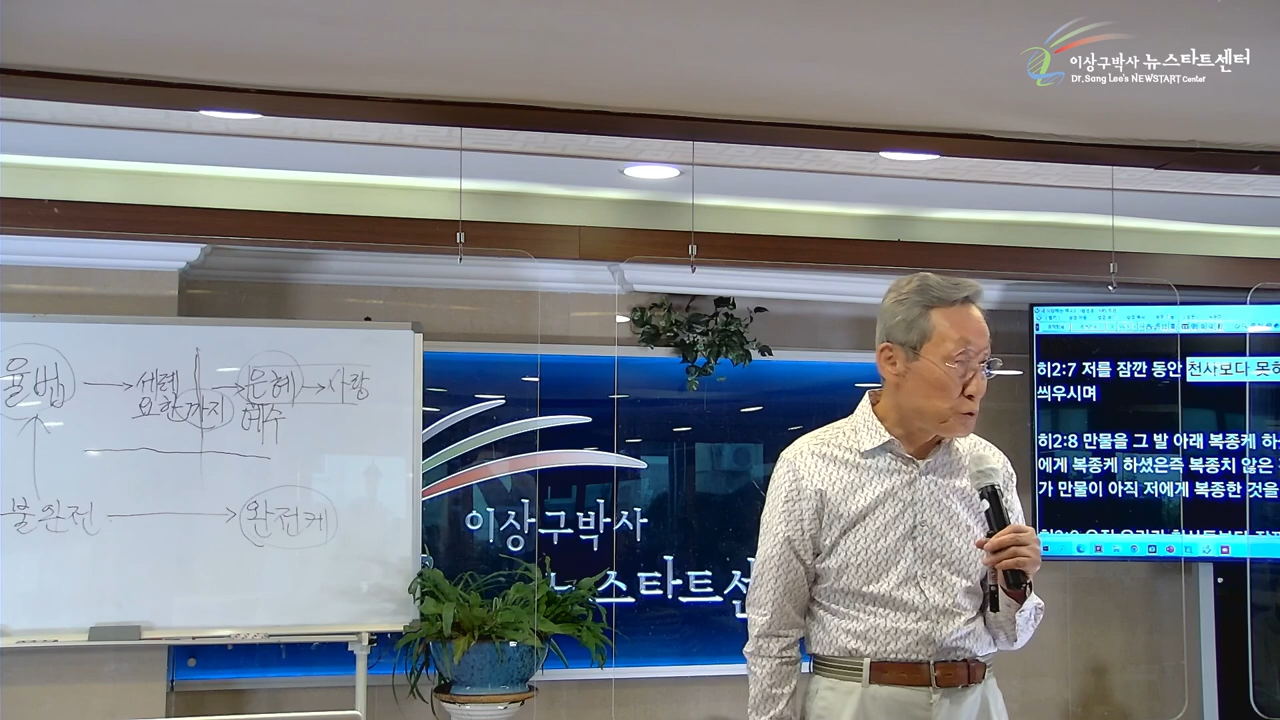 이상구박사 뉴스타트센터
Dr. Sang Lee's NEWSTART Center
율법 → 세례 → 은혜 → 사랑
요한까지 예수
불완전 → 완전케
이상구박사
뉴스타트센
히2:7 저를 잠깐 동안 천사보다 못하
씌우시며
히2:8 만물을 그 발 아래 복종케 하
에게 복종케 하셨은즉 복종치 않은
가 만물이 아직 저에게 복종한 것을